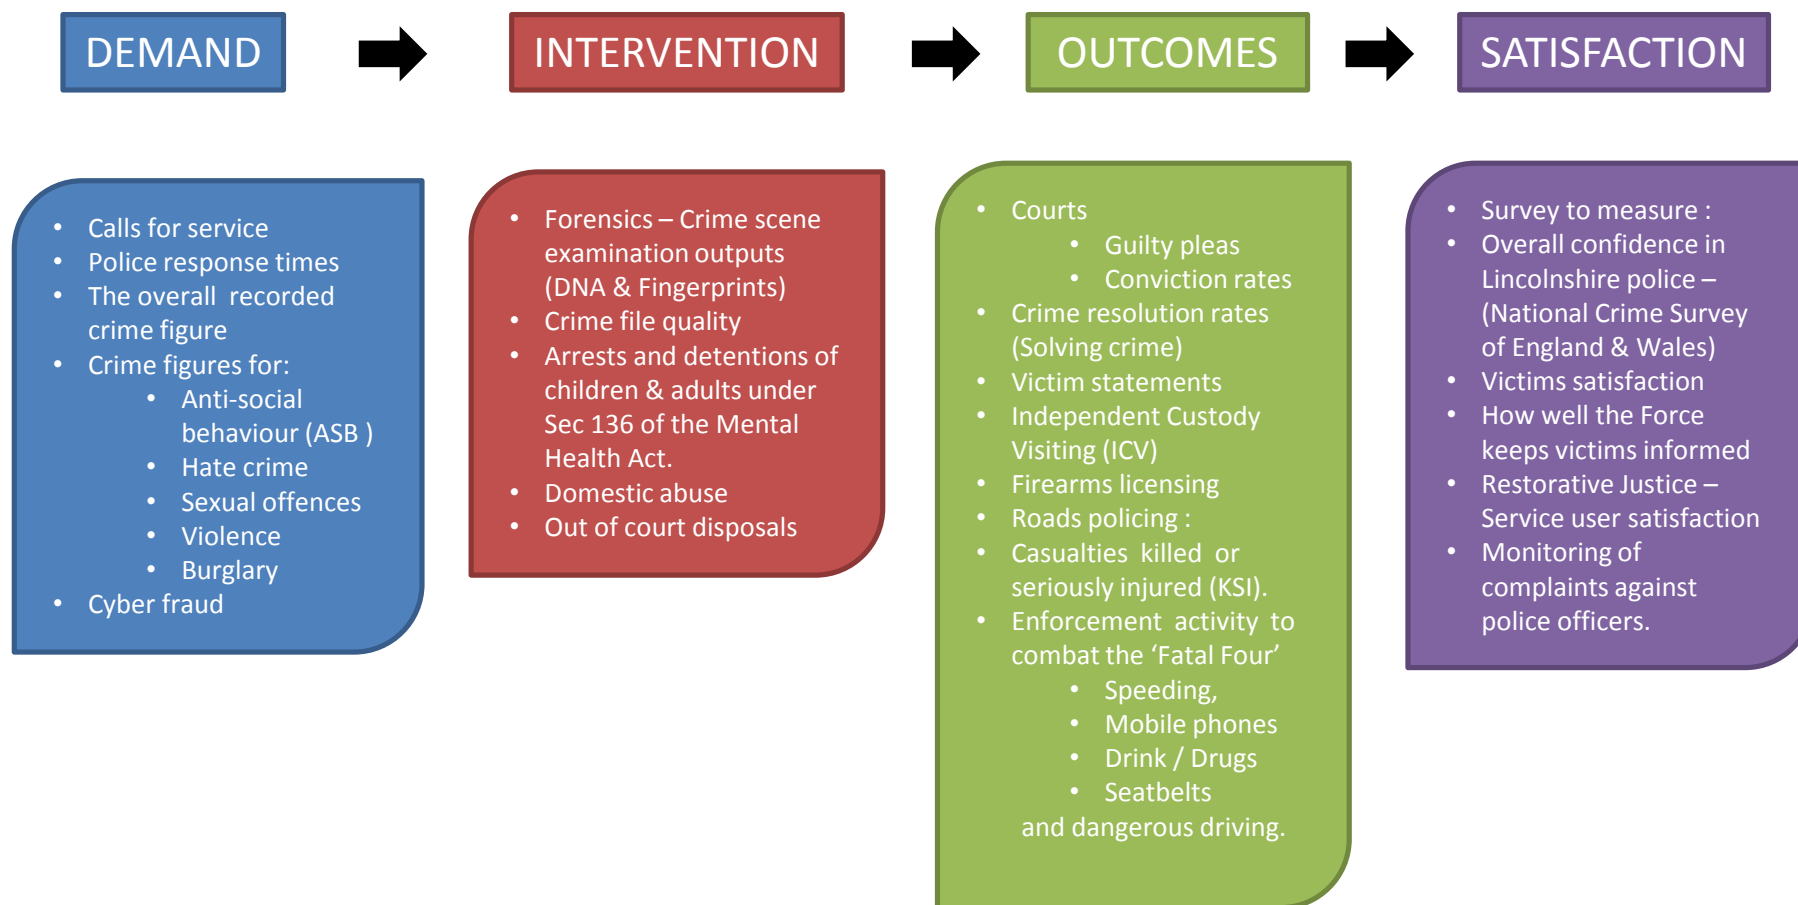 DEMAND
INTERVENTION
OUTCOMES
SATISFACTION
• Calls for service
• Police response times
• The overall recorded
crime figure
• Crime figures for:
• Anti-social
behaviour (ASB )
• Hate crime
• Sexual offences
• Violence
• Burglary
• Cyber fraud
• Forensics – Crime scene
examination outputs
(DNA & Fingerprints)
• Crime file quality
• Arrests and detentions of
children & adults under
Sec 136 of the Mental
Health Act.
• Domestic abuse
• Out of court disposals
• Courts
• Guilty pleas
• Conviction rates
• Crime resolution rates
(Solving crime)
• Victim statements
• Independent Custody
Visiting (ICV)
• Firearms licensing
• Roads policing :
• Casualties killed or
seriously injured (KSI).
• Enforcement activity to
combat the ‘Fatal Four’
• Speeding,
• Mobile phones
• Drink / Drugs
• Seatbelts
and dangerous driving.
• Survey to measure :
• Overall confidence in
Lincolnshire police –
(National Crime Survey
of England & Wales)
• Victims satisfaction
• How well the Force
keeps victims informed
• Restorative Justice –
Service user satisfaction
• Monitoring of
complaints against
police officers.